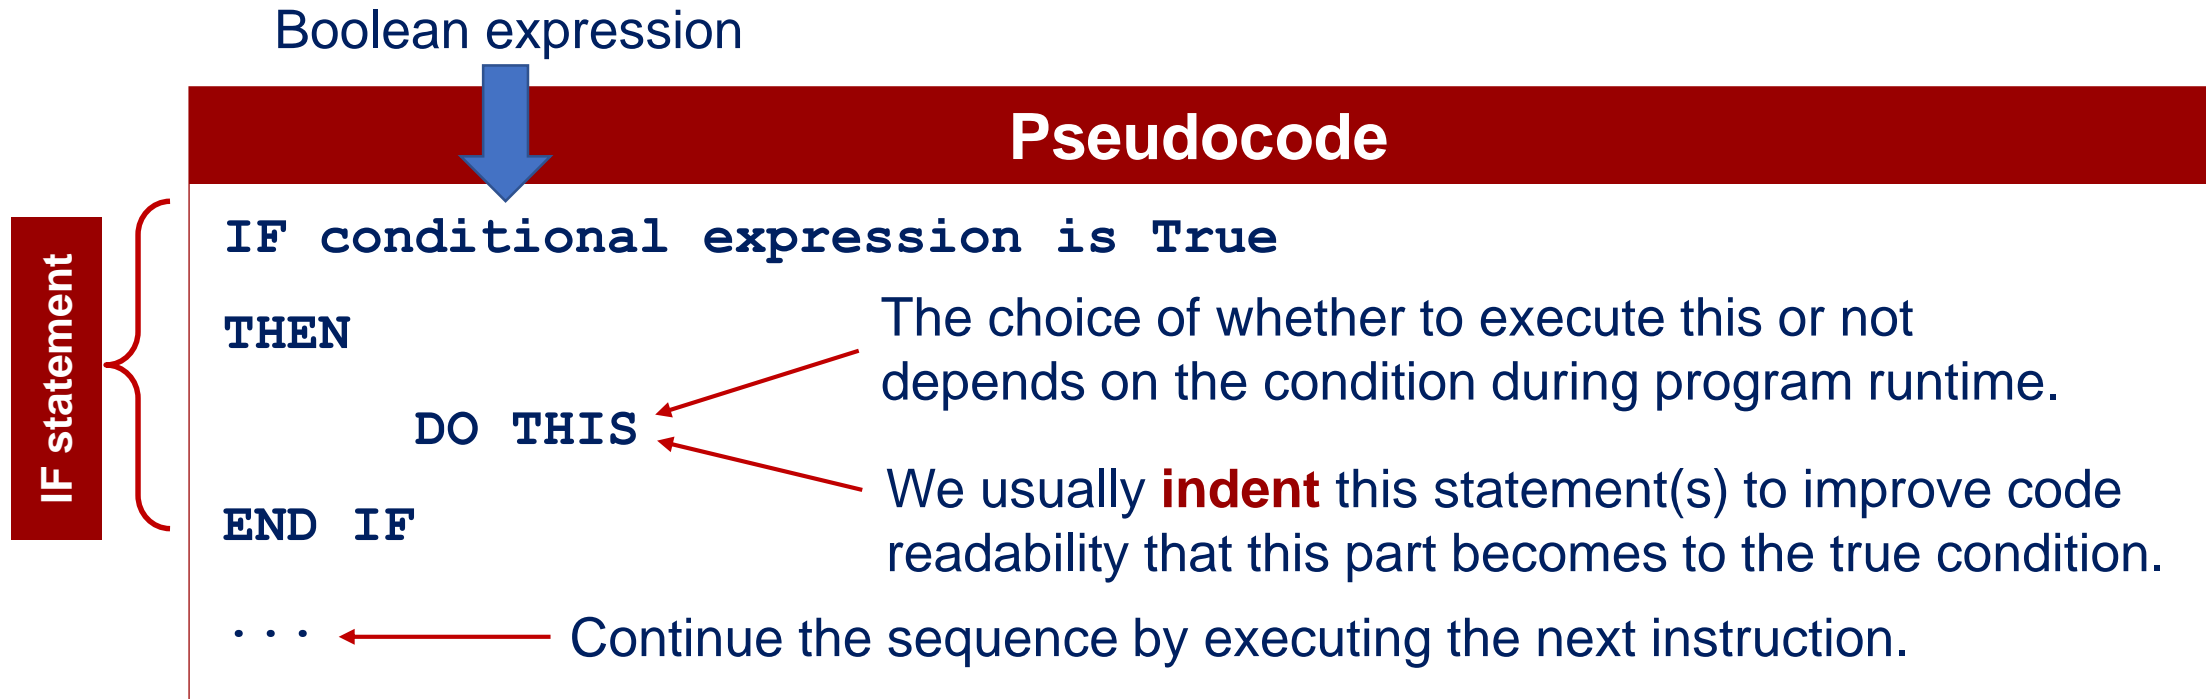 Boolean expression
Pseudocode
IF statement
IF conditional expression is True
THEN
The choice of whether to execute this or not
depends on the condition during program runtime.
DO THIS
We usually indent this statement(s) to improve code
readability that this part becomes to the true condition.
END IF
... Continue the sequence by executing the next instruction.